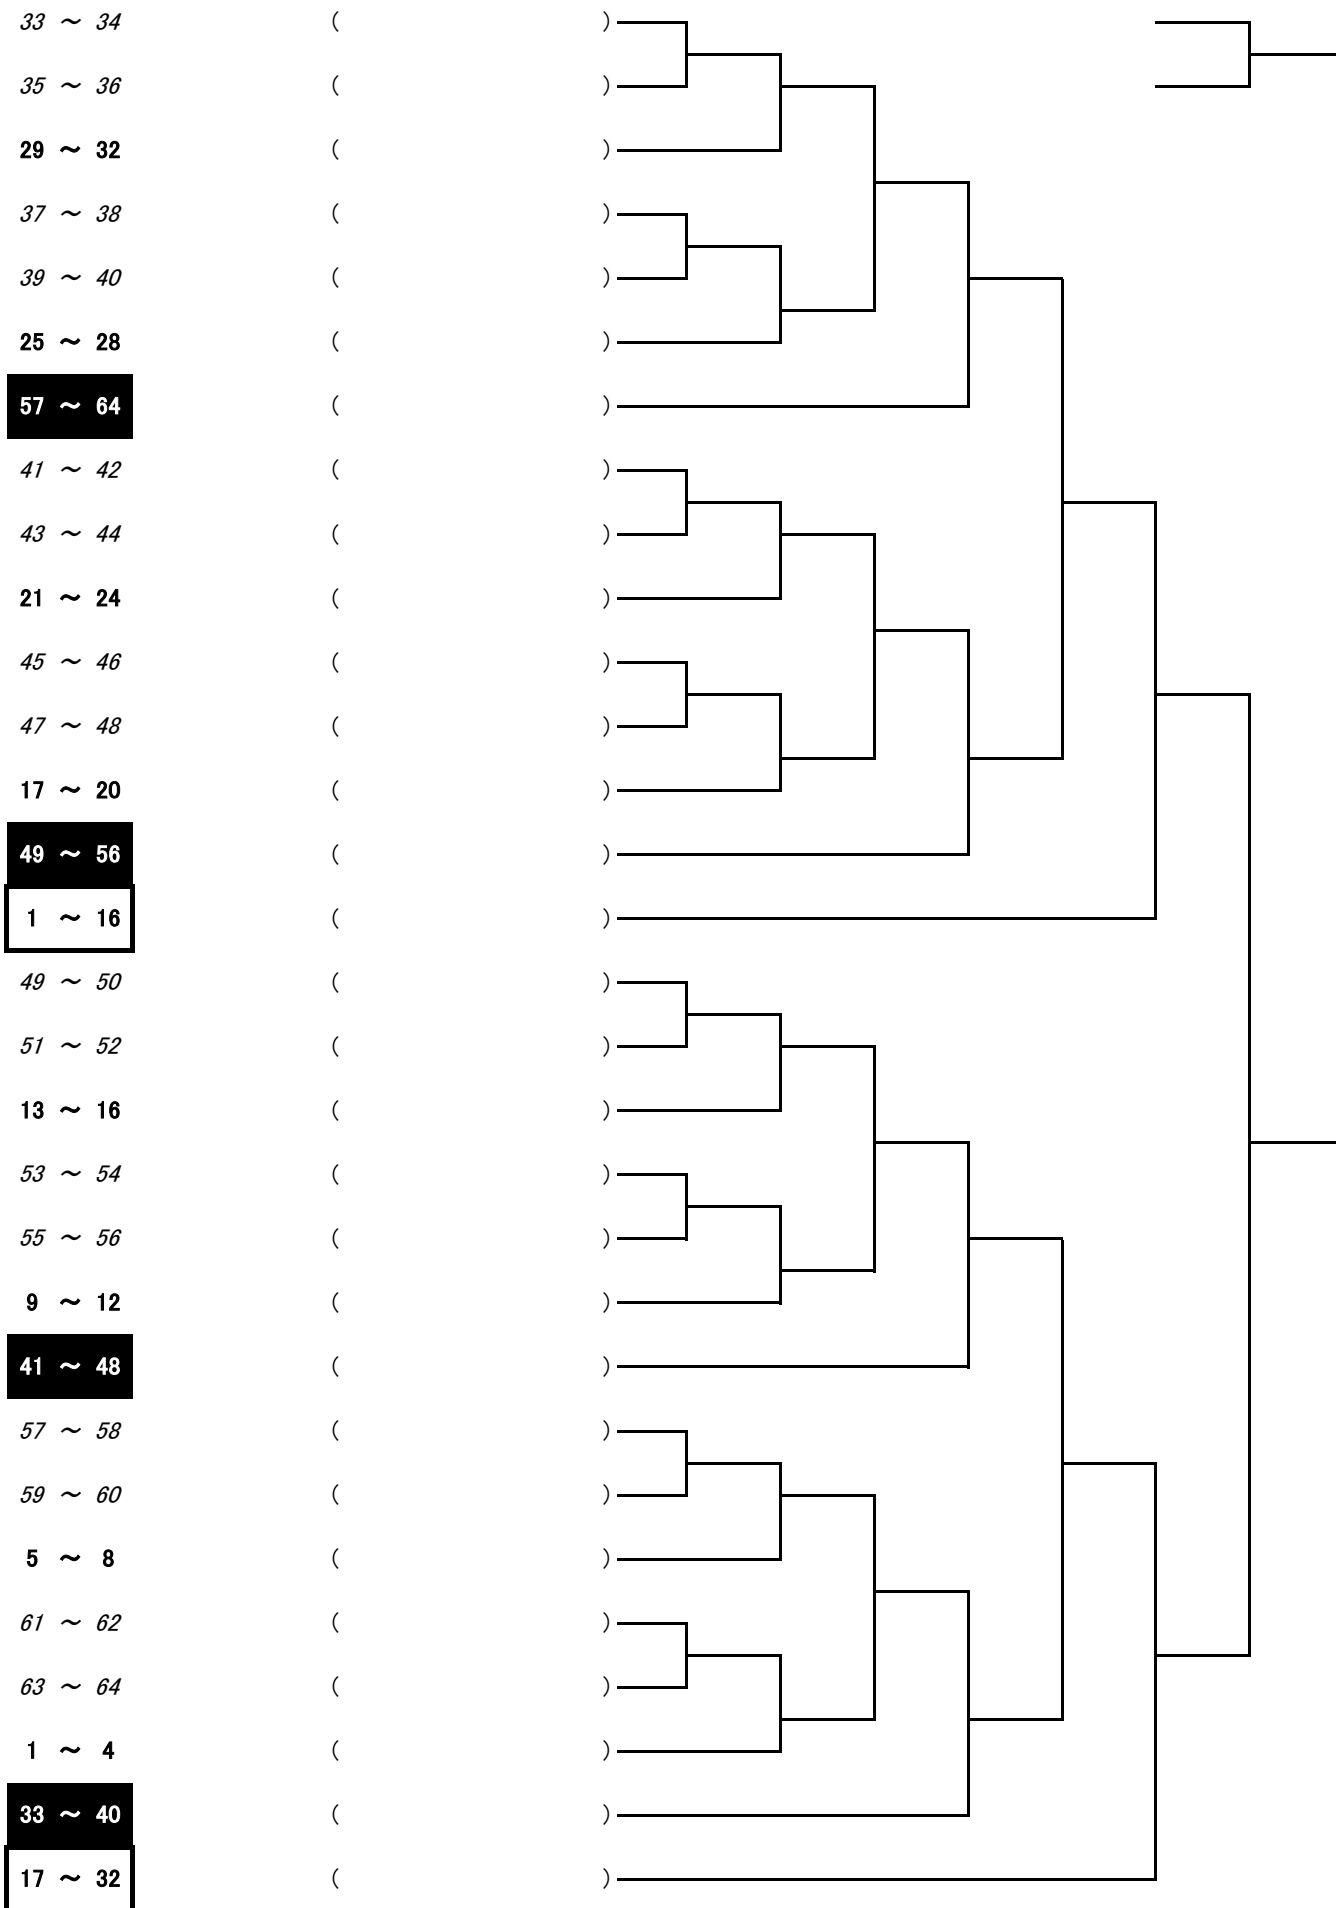 33 ～ 34 ( )
35 ～ 36 ( )
29 ～ 32 ( )
37 ～ 38 ( )
39 ～ 40 ( )
25 ～ 28 ( )
57 ～ 64 ( )
41 ～ 42 ( )
43 ～ 44 ( )
21 ～ 24 ( )
45 ～ 46 ( )
47 ～ 48 ( )
17 ～ 20 ( )
49 ～ 56 ( )
1 ～ 16 ( )
49 ～ 50 ( )
51 ～ 52 ( )
13 ～ 16 ( )
53 ～ 54 ( )
55 ～ 56 ( )
9 ～ 12 ( )
41 ～ 48 ( )
57 ～ 58 ( )
59 ～ 60 ( )
5 ～ 8 ( )
61 ～ 62 ( )
63 ～ 64 ( )
1 ～ 4 ( )
33 ～ 40 ( )
17 ～ 32 ( )